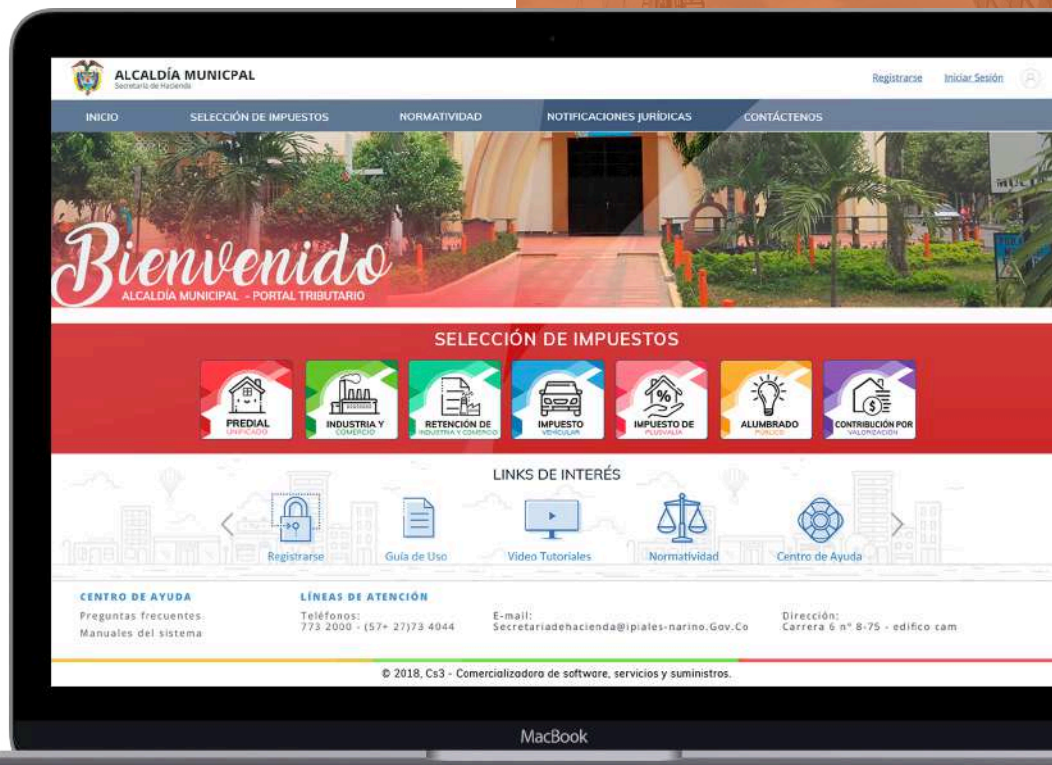 ALCALDÍA MUNICPAL
Secretaría de Hacienda
Registrarse Iniciar Sesión
INICIO SELECCIÓN DE IMPUESTOS NORMATIVIDAD NOTIFICACIONES JURÍDICAS CONTÁCTENOS
Bienvenido
ALCALDÍA MUNICIPAL - PORTAL TRIBUTARIO
SELECCIÓN DE IMPUESTOS
PREDIAL
UNIFICADO
INDUSTRIA Y
COMERCIO
RETENCIÓN DE
INDUSTRIA Y COMERCIO
IMPUESTO
VEHICULAR
IMPUESTO DE
PLUSVALÍA
ALUMBRADO
PÚBLICO
CONTRIBUCIÓN POR
VALORIZACIÓN
LINKS DE INTERÉS
Registrarse
Guía de Uso
Video Tutoriales
Normatividad
Centro de Ayuda
CENTRO DE AYUDA
Preguntas frecuentes
Manuales del sistema
LÍNEAS DE ATENCIÓN
Teléfonos:
773 2000 - (57+ 27)73 4044
E-mail:
Secretariadehacienda@ipiales-narino.Gov.Co
Dirección:
Carrera 6 n° 8-75 - edifico cam
© 2018, Cs3 - Comercializadora de software, servicios y suministros.
MacBook